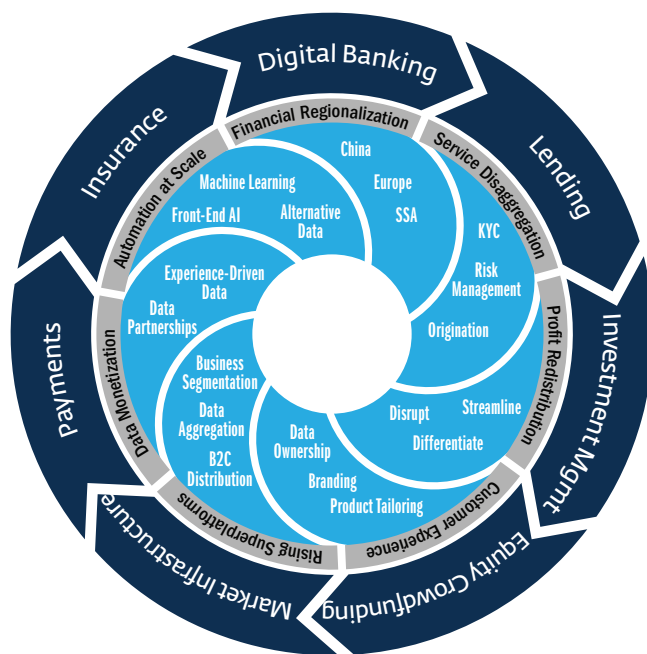 Digital Banking
Lending
Investment Mgmt
Equity Crowdfunding
Market Infrastructure
Payments
Insurance
Financial Regionalization
Service Disaggregation
Profit Redistribution
Customer Experience
Rising Superplatforms
Data Monetization
Automation at Scale
China
Europe
SSA
KYC
Risk
Management
Origination
Streamline
Disrupt
Differentiate
Data
Ownership
Branding
Product Tailoring
Business
Segmentation
Data
Aggregation
B2C
Distribution
Experience-Driven
Data
Data
Partnerships
Machine Learning
Front-End AI
Alternative
Data